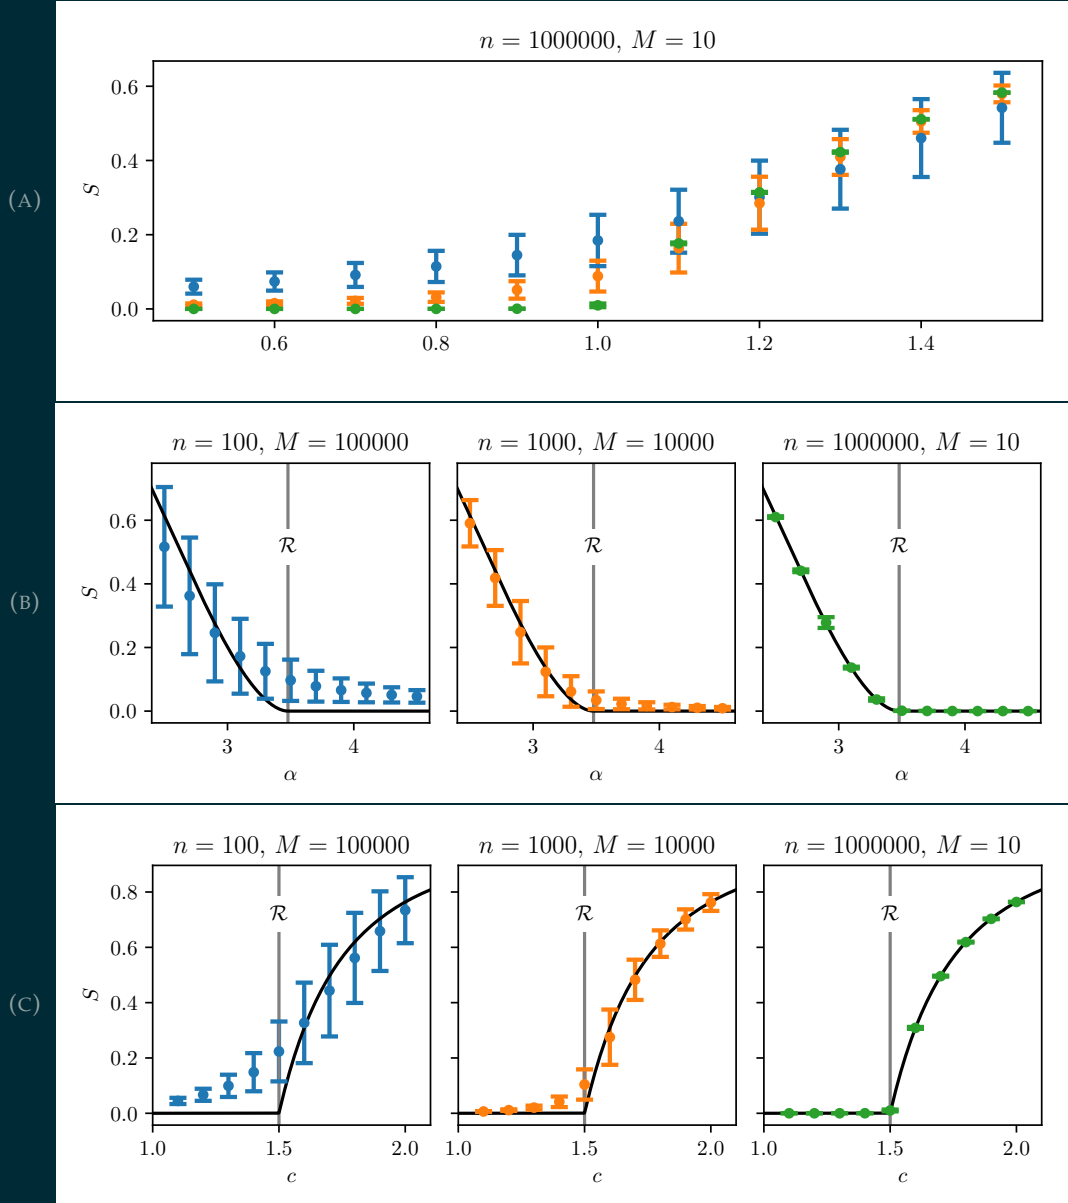 n = 1000000, M = 10
(A)
S
0.6
0.4
0.2
0.0
0.6 0.8 1.0 1.2 1.4
n = 100, M = 100000 n = 1000, M = 10000 n = 1000000, M = 10
(B)
S
0.6
0.4
0.2
0.0
ℛ ℛ ℛ
3 4 3 4 3 4
α α α
n = 100, M = 100000 n = 1000, M = 10000 n = 1000000, M = 10
(C)
S
0.8
0.6
0.4
0.2
0.0
ℛ ℛ ℛ
1.0 1.5 2.0 1.0 1.5 2.0 1.0 1.5 2.0
c c c